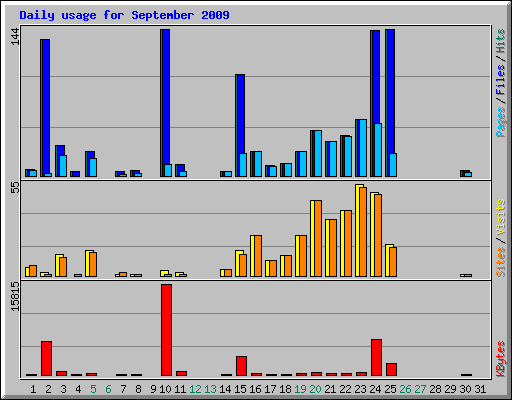 Daily usage for September 2009
144
Pages / Files / Hits
55
Sites / Visits
15815
KBytes
1 2 3 4 5 6 7 8 9 10 11 12 13 14 15 16 17 18 19 20 21 22 23 24 25 26 27 28 29 30 31